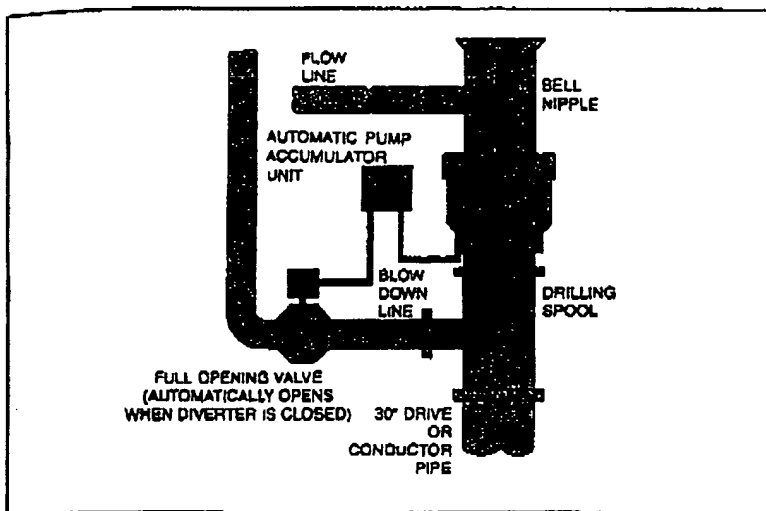 FLOW
LINE
BELL
NIPPLE
AUTOMATIC PUMP
ACCUMULATOR
UNIT
BLOW
DOWN
LINE
DRILLING
SPOOL
FULL OPENING VALVE
(AUTOMATICALLY OPENS
WHEN DIVERTER IS CLOSED)
30" DRIVE
OR
CONDUCTOR
PIPE